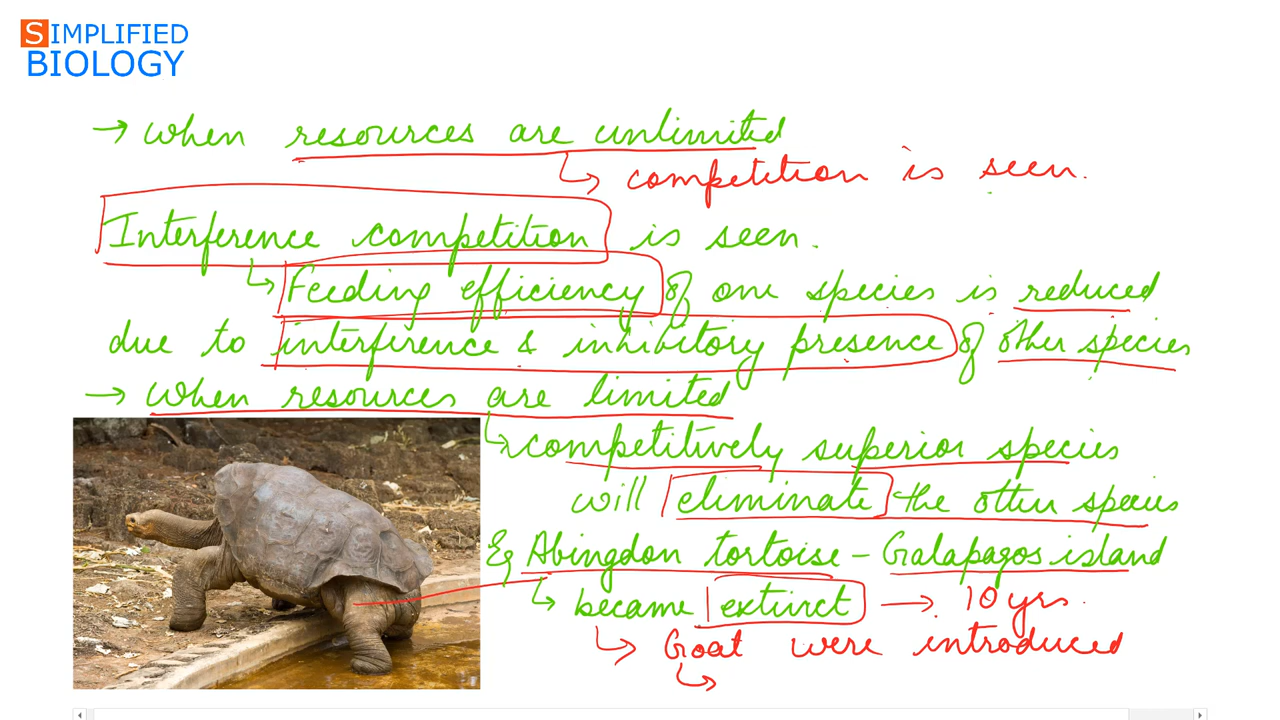 SIMPLIFIED
BIOLOGY
→ when resources are unlimited
↳ competition is seen.
Interference competition is seen.
↳ Feeding efficiency of one species is reduced
due to interference & inhibitory presence of other species
→ when resources are limited
↳ competitively superior species
will eliminate the other species
Eg Abingdon tortoise - Galapagos island
↳ became extinct → 10 yrs.
↳ Goat were introduced
↳